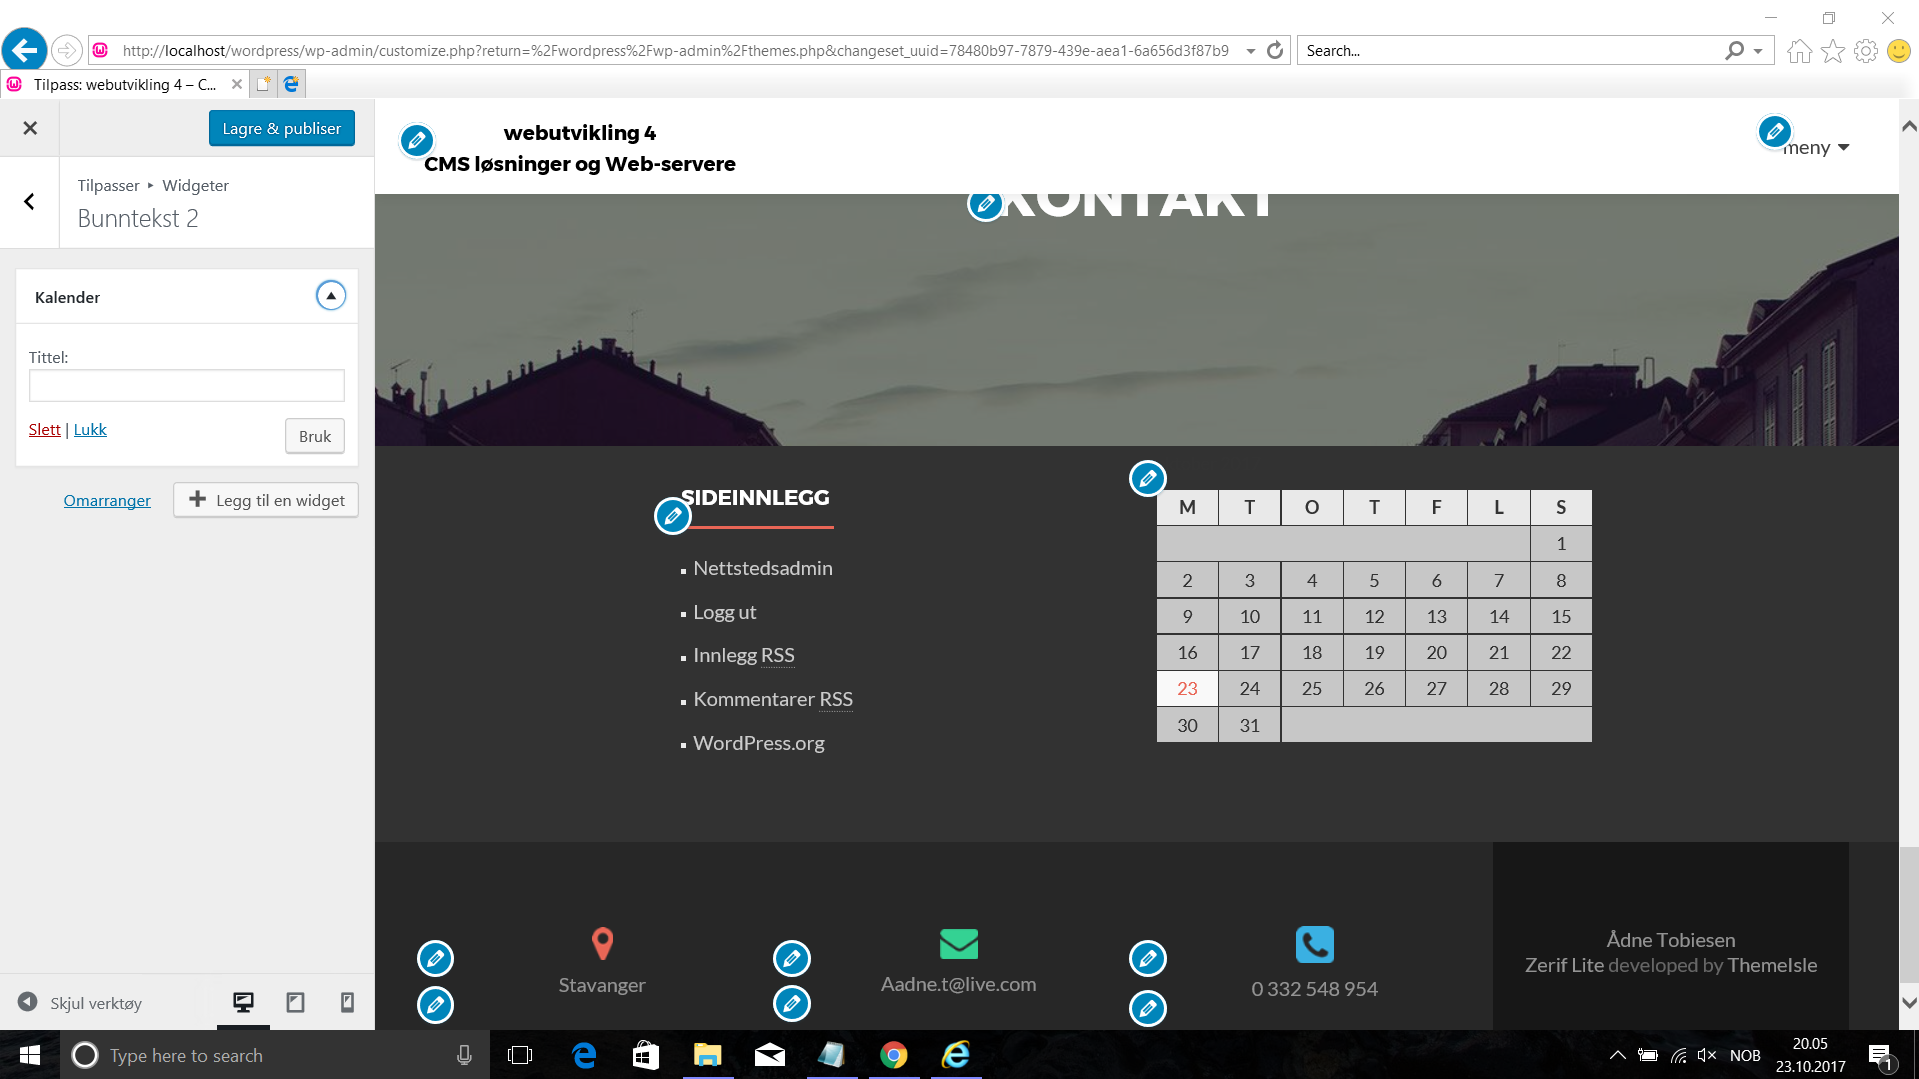 http://localhost/wordpress/wp-admin/customize.php?return=%2Fwordpress%2Fwp-admin%2Fthemes.php&changeset_uuid=78480b97-7879-439e-aea1-6a656d3f87b9
Search...
Tilpass: webutvikling 4 – C...
Lagre & publiser
Tilpasser ▸ Widgeter
Bunntekst 2
Kalender
Tittel:
Slett | Lukk
Bruk
Omarranger
Legg til en widget
Skjul verktøy
webutvikling 4
CMS løsninger og Web-servere
meny
KONTAKT
SIDEINNLEGG
Nettstedsadmin
Logg ut
Innlegg RSS
Kommentarer RSS
WordPress.org
M T O T F L S
1
2 3 4 5 6 7 8
9 10 11 12 13 14 15
16 17 18 19 20 21 22
23 24 25 26 27 28 29
30 31
Stavanger
Aadne.t@live.com
0 332 548 954
Ådne Tobiesen
Zerif Lite developed by ThemeIsle
Type here to search
NOB
20.05
23.10.2017
1